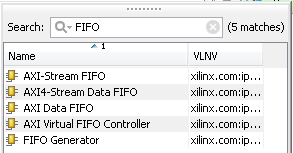 Search: FIFO (5 matches)
Name 1 VLNV
AXI-Stream FIFO xilinx.com:ip...
AXI4-Stream Data FIFO xilinx.com:ip...
AXI Data FIFO xilinx.com:ip...
AXI Virtual FIFO Controller xilinx.com:ip...
FIFO Generator xilinx.com:ip...